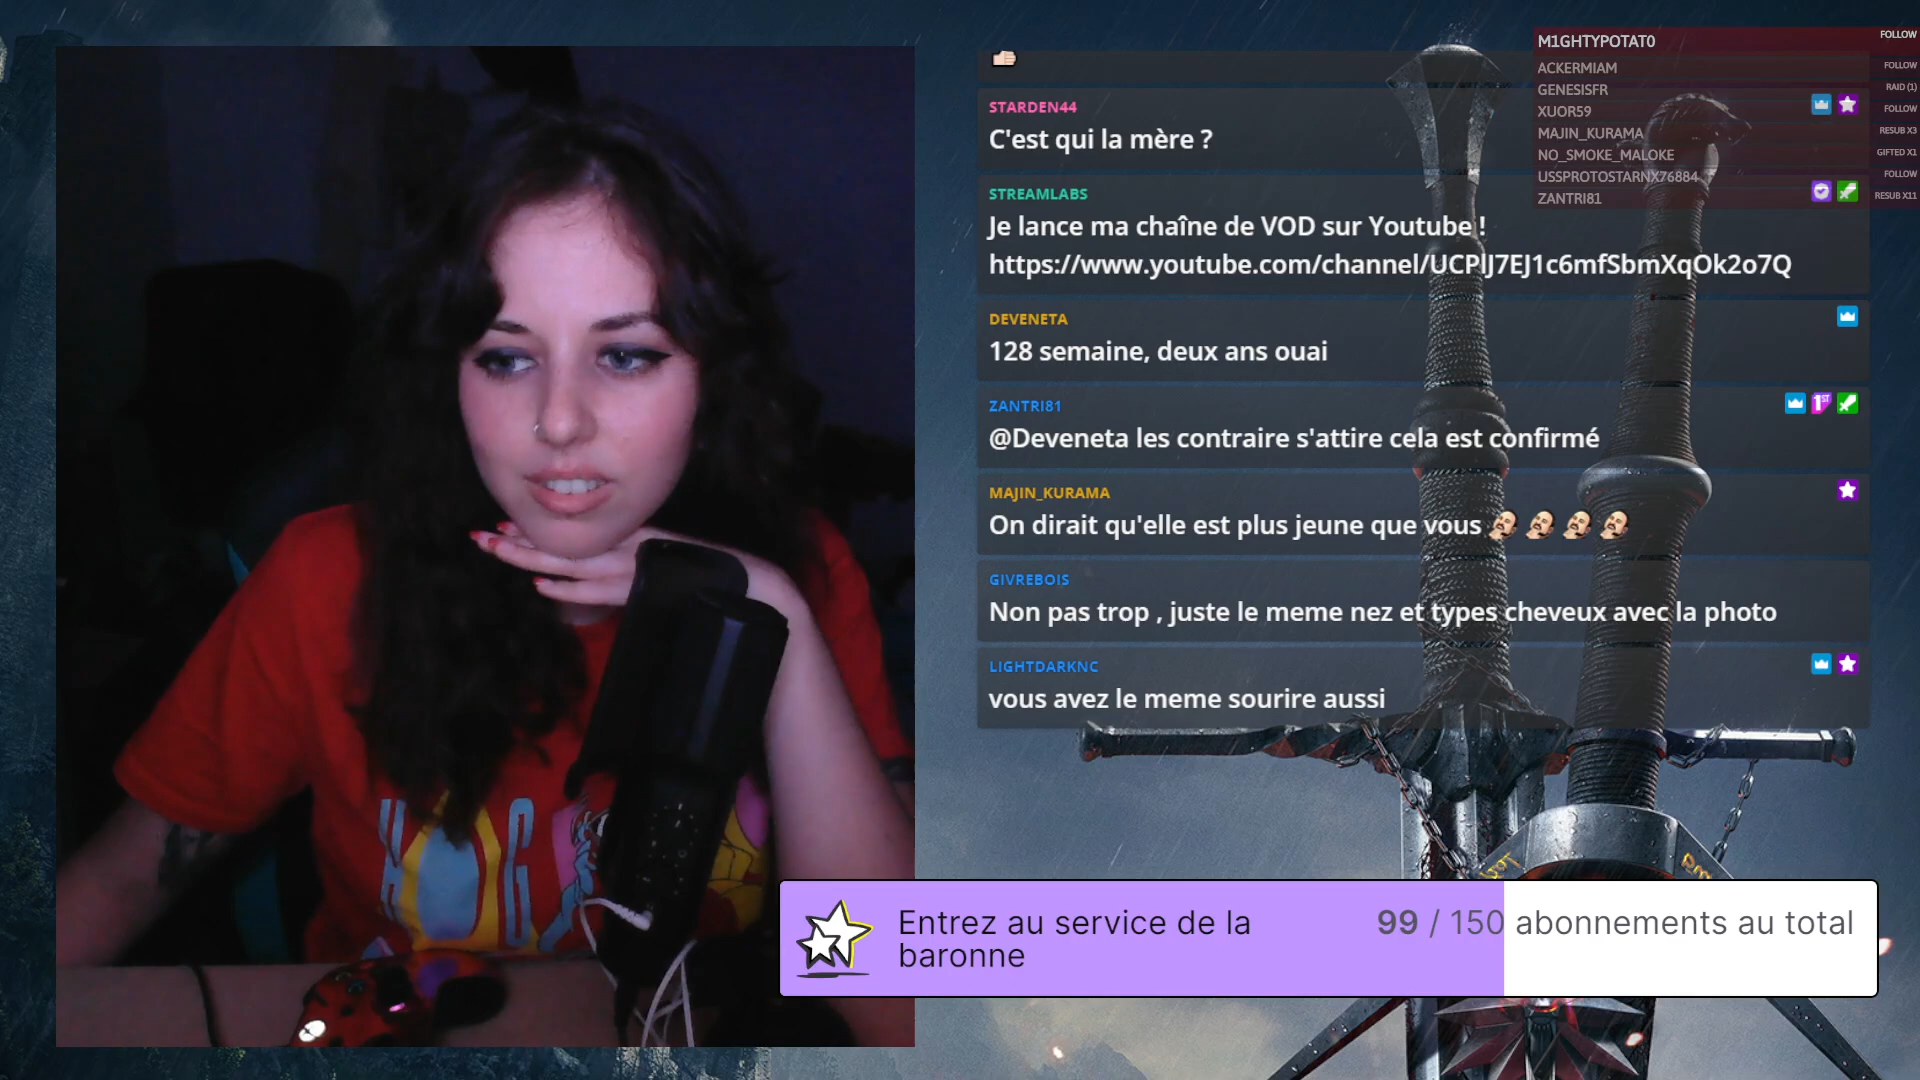 M1GHTYPOTAT0 FOLLOW
ACKERMIAM FOLLOW
GENESISFR RAID (1)
XUOR59 FOLLOW
MAJIN_KURAMA RESUB X3
NO_SMOKE_MALOKE GIFTED X1
USSPROTOSTARNX76884 FOLLOW
ZANTRI81 RESUB X11
STARDEN44
C'est qui la mère ?
STREAMLABS
Je lance ma chaîne de VOD sur Youtube !
https://www.youtube.com/channel/UCPlJ7EJ1c6mfSbmXqOk2o7Q
DEVENETA
128 semaine, deux ans ouai
ZANTRI81
1ST
@Deveneta les contraire s'attire cela est confirmé
MAJIN_KURAMA
On dirait qu'elle est plus jeune que vous
GIVREBOIS
Non pas trop , juste le meme nez et types cheveux avec la photo
LIGHTDARKNC
vous avez le meme sourire aussi
Entrez au service de la
baronne
99 / 150 abonnements au total